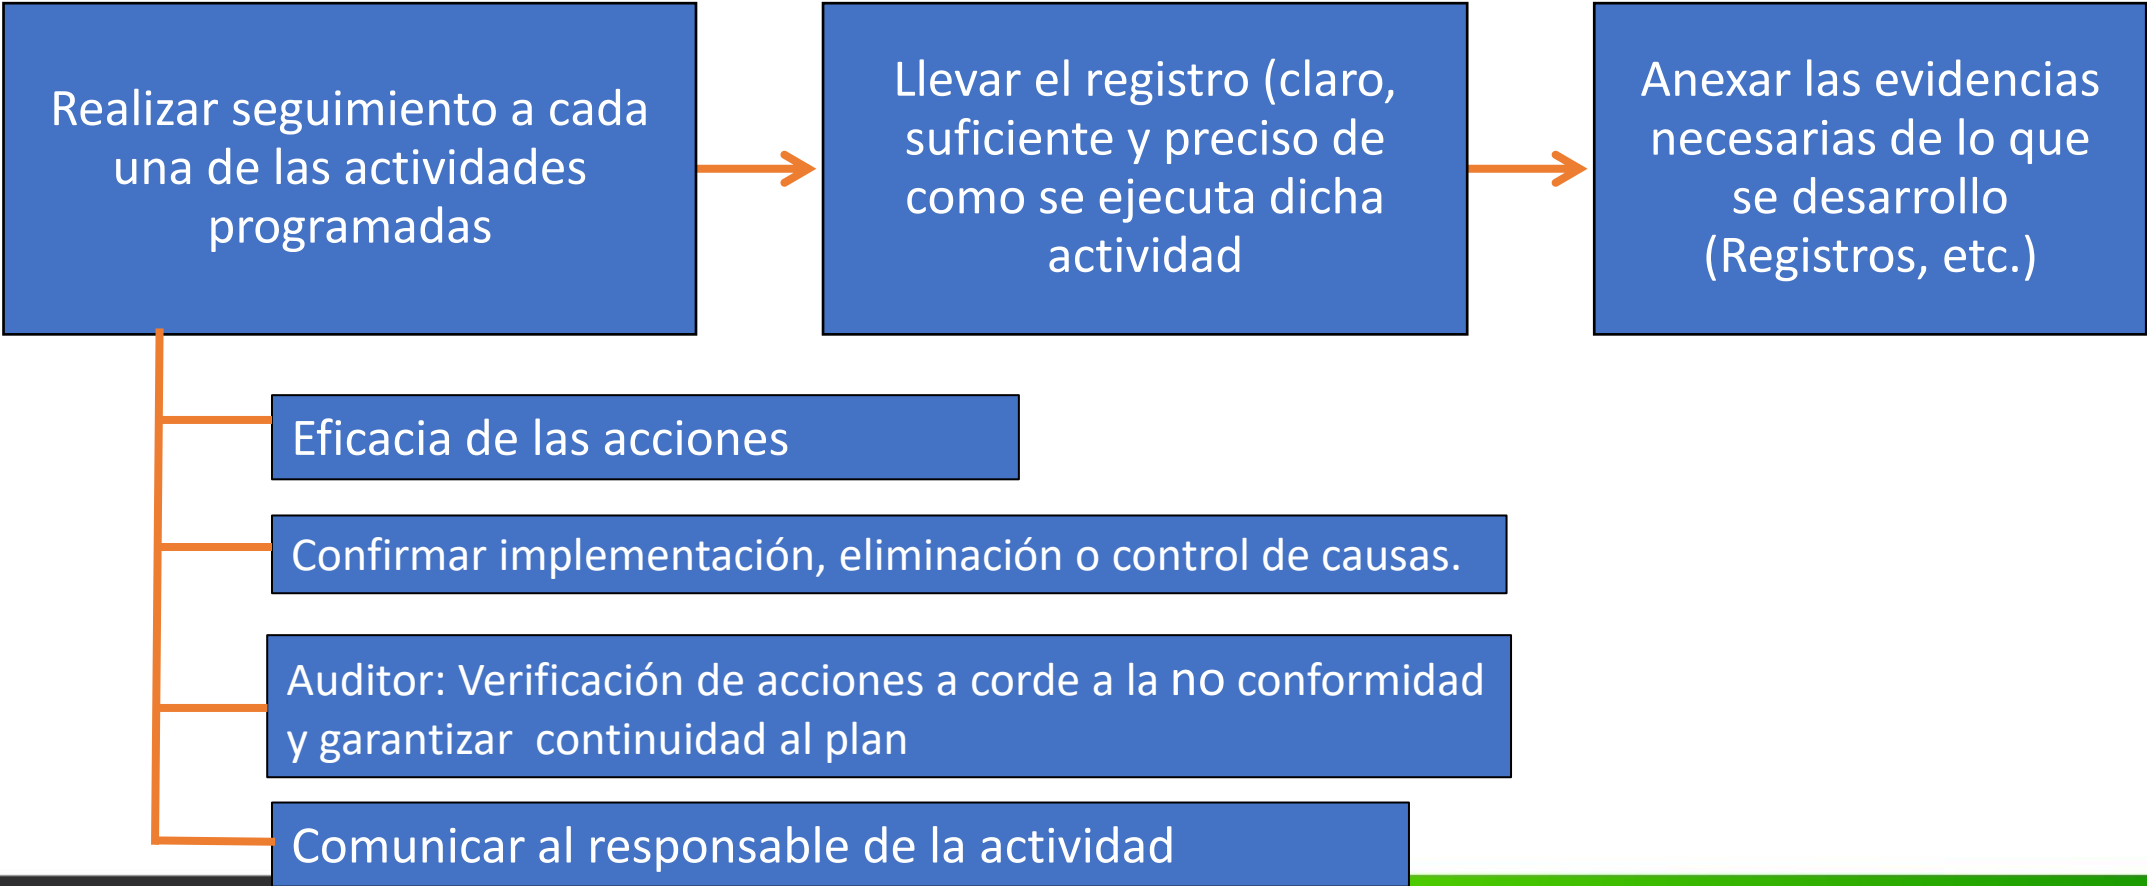 Realizar seguimiento a cada
una de las actividades
programadas
Llevar el registro (claro,
suficiente y preciso de
como se ejecuta dicha
actividad
Anexar las evidencias
necesarias de lo que
se desarrollo
(Registros, etc.)
Eficacia de las acciones
Confirmar implementación, eliminación o control de causas.
Auditor: Verificación de acciones a corde a la no conformidad
y garantizar continuidad al plan
Comunicar al responsable de la actividad